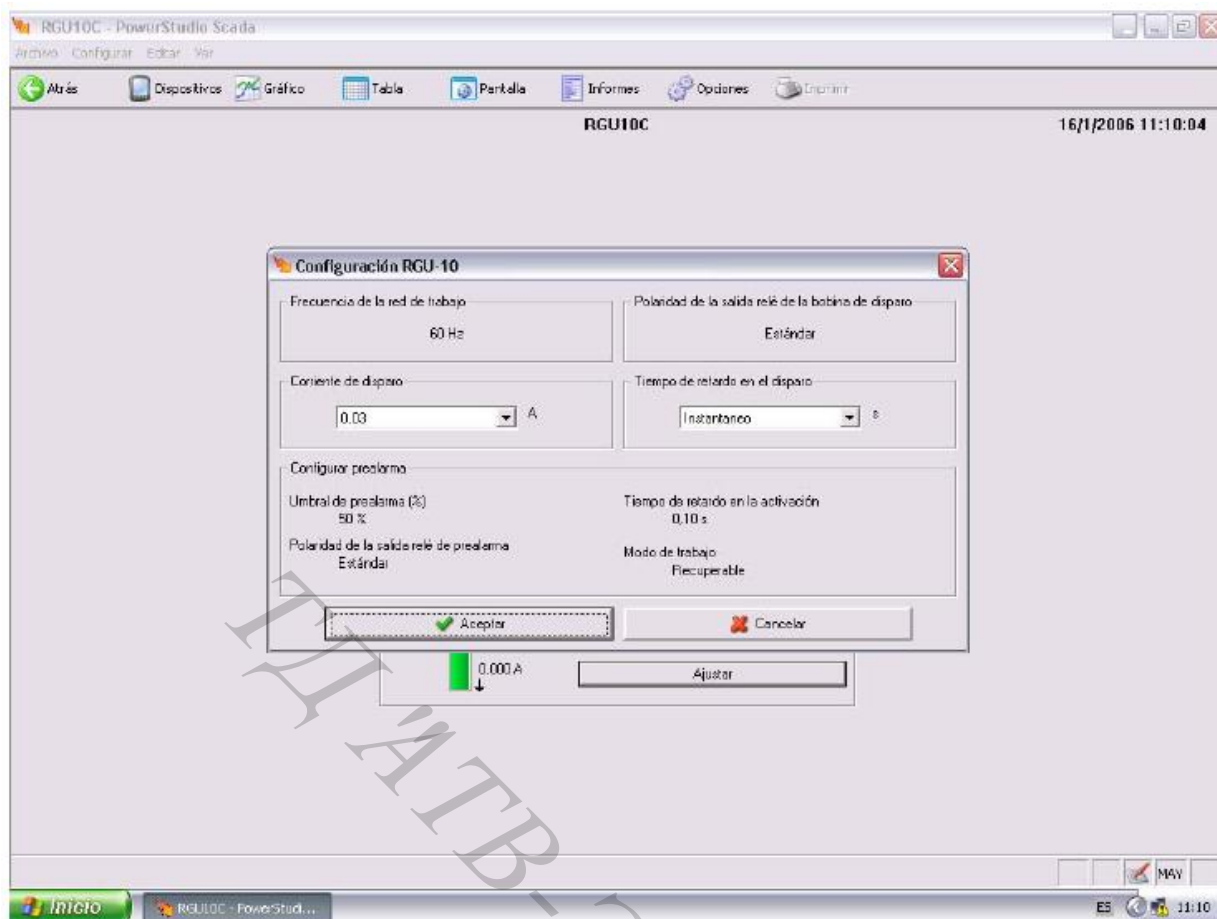 RGU10C - PowerStudio Scada
Archivo Configurar Editar Ver
Atrás Dispositivos Gráfico Tabla Pantalla Informes Opciones Imprimir
RGU10C 16/1/2006 11:10:04
Configuración RGU-10
Frecuencia de la red de trabajo
60 Hz
Polaridad de la salida relé de la bobina de disparo
Estándar
Corriente de disparo
0.03 A
Tiempo de retardo en el disparo
Instantaneo s
Configurar prealarma
Umbral de prealarma (%)
50 %
Tiempo de retardo en la activación
0,10 s
Polaridad de la salida relé de prealarma
Estándar
Modo de trabajo
Recuperable
Aceptar Cancelar
0.000 A
Ajustar
ТД "АТВ-
MAY
Inicio RGU10C - PowerStudi... ES 11:10